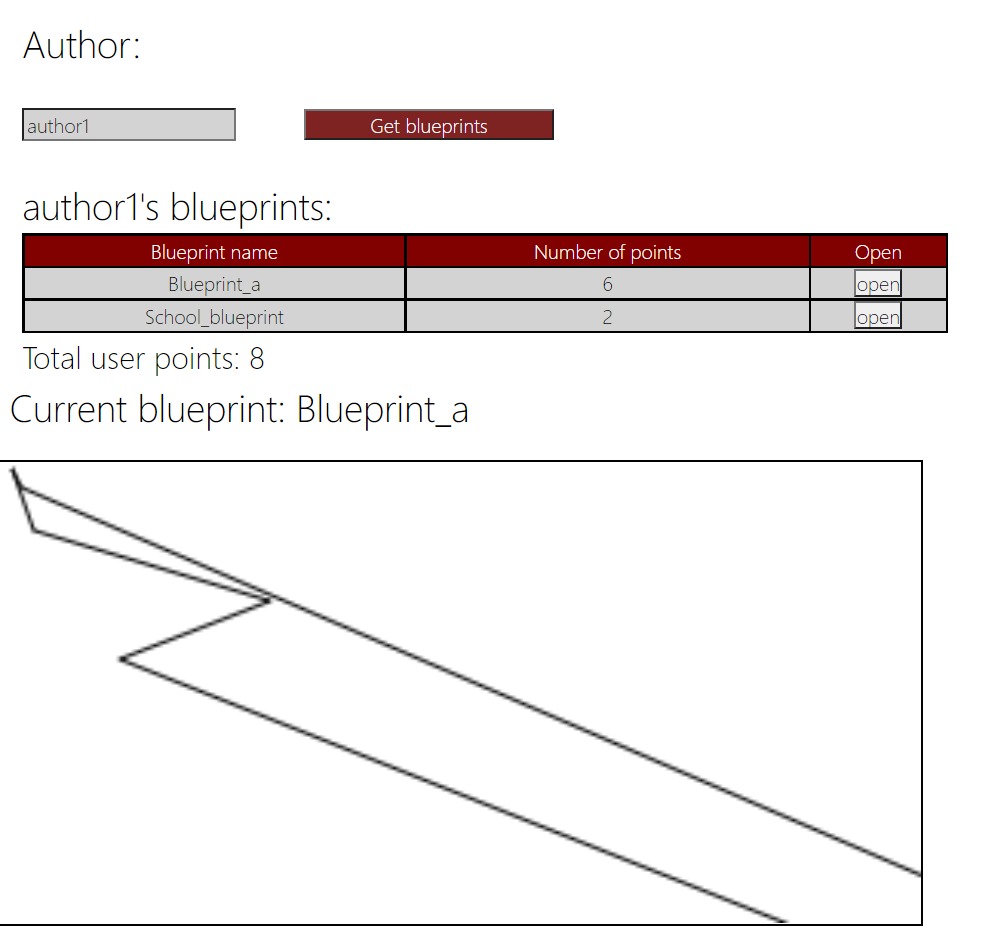 Author:
author1 Get blueprints
author1's blueprints:
Blueprint name Number of points Open
Blueprint_a 6 open
School_blueprint 2 open
Total user points: 8
Current blueprint: Blueprint_a